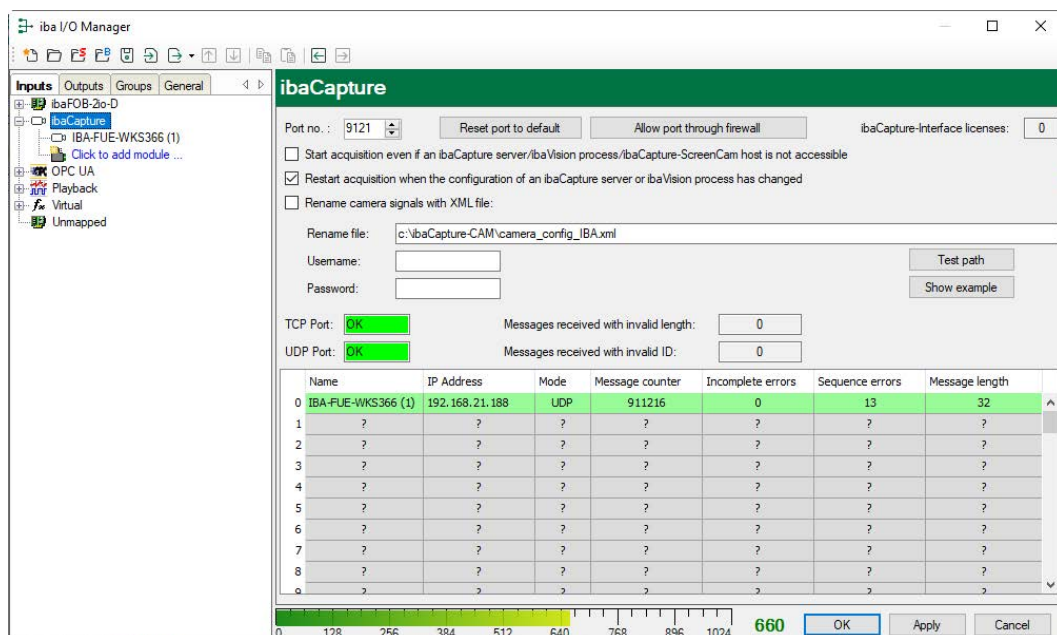 iba I/O Manager
Inputs Outputs Groups General
ibaFOB-2io-D
ibaCapture
IBA-FUE-WKS366 (1)
Click to add module ...
OPC UA
Playback
fx Virtual
Unmapped
ibaCapture
Port no. : 9121 Reset port to default Allow port through firewall ibaCapture-Interface licenses: 0
Start acquisition even if an ibaCapture server/ibaVision process/ibaCapture-ScreenCam host is not accessible
Restart acquisition when the configuration of an ibaCapture server or ibaVision process has changed
Rename camera signals with XML file:
Rename file: c:\ibaCapture-CAM\camera_config_IBA.xml
Username: Test path
Password: Show example
TCP Port: OK Messages received with invalid length: 0
UDP Port: OK Messages received with invalid ID: 0
Name IP Address Mode Message counter Incomplete errors Sequence errors Message length
0 IBA-FUE-WKS366 (1) 192.168.21.188 UDP 911216 0 13 32
1 ? ? ? ? ? ? ?
2 ? ? ? ? ? ? ?
3 ? ? ? ? ? ? ?
4 ? ? ? ? ? ? ?
5 ? ? ? ? ? ? ?
6 ? ? ? ? ? ? ?
7 ? ? ? ? ? ? ?
8 ? ? ? ? ? ? ?
9 ? ? ? ? ? ? ?
0 128 256 384 512 640 768 896 1024 660 OK Apply Cancel